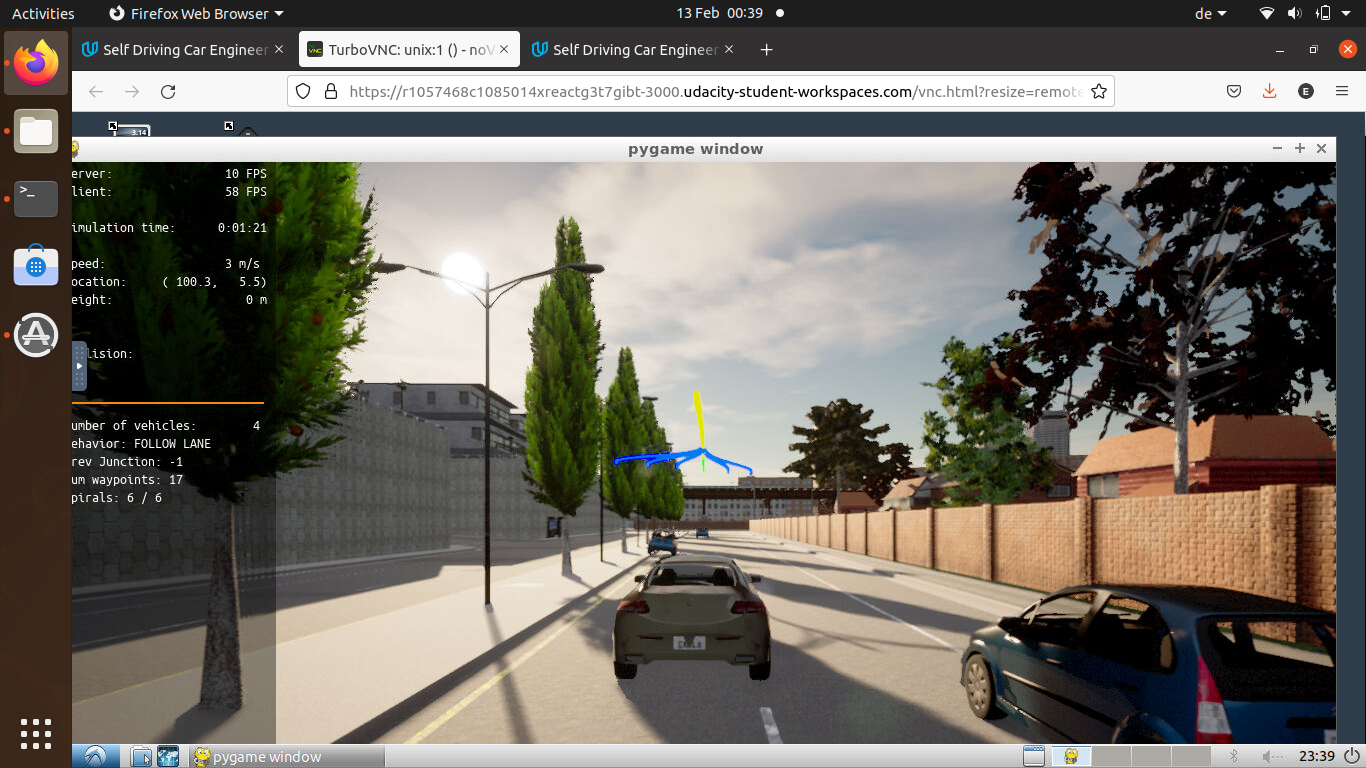 Activities
Firefox Web Browser
13 Feb 00:39
de
Self Driving Car Engineer
TurboVNC: unix:1 () - noV
Self Driving Car Engineer
https://r1057468c1085014xreactg3t7gibt-3000.udacity-student-workspaces.com/vnc.html?resize=remote
E
3.14
pygame window
erver: 10 FPS
lient: 58 FPS
imulation time: 0:01:21
peed: 3 m/s
ocation: ( 100.3, 5.5)
eight: 0 m
lision:
umber of vehicles: 4
ehavior: FOLLOW LANE
rev Junction: -1
um waypoints: 17
pirals: 6 / 6
pygame window
23:39